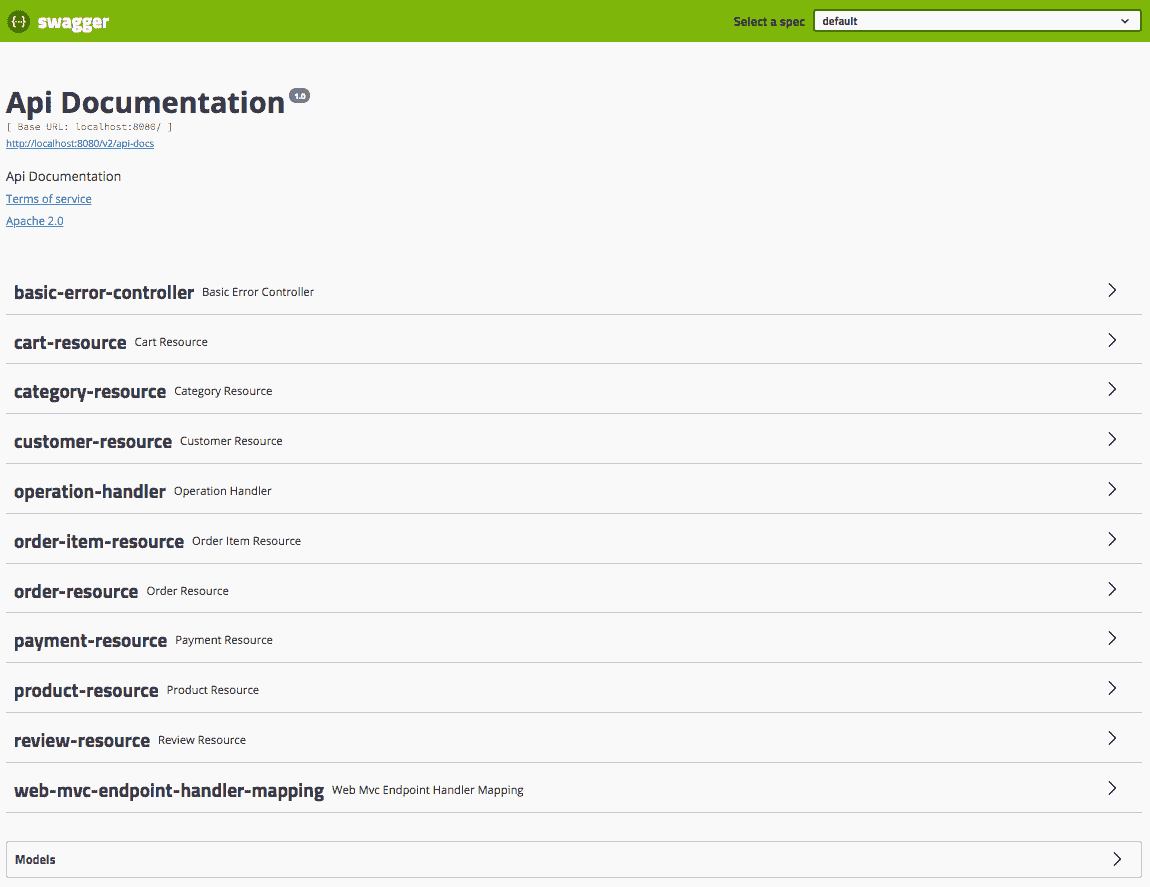 {···} swagger Select a spec default
Api Documentation 1.0
[ Base URL: localhost:8080/ ]
http://localhost:8080/v2/api-docs
Api Documentation
Terms of service
Apache 2.0
basic-error-controller Basic Error Controller
cart-resource Cart Resource
category-resource Category Resource
customer-resource Customer Resource
operation-handler Operation Handler
order-item-resource Order Item Resource
order-resource Order Resource
payment-resource Payment Resource
product-resource Product Resource
review-resource Review Resource
web-mvc-endpoint-handler-mapping Web Mvc Endpoint Handler Mapping
Models